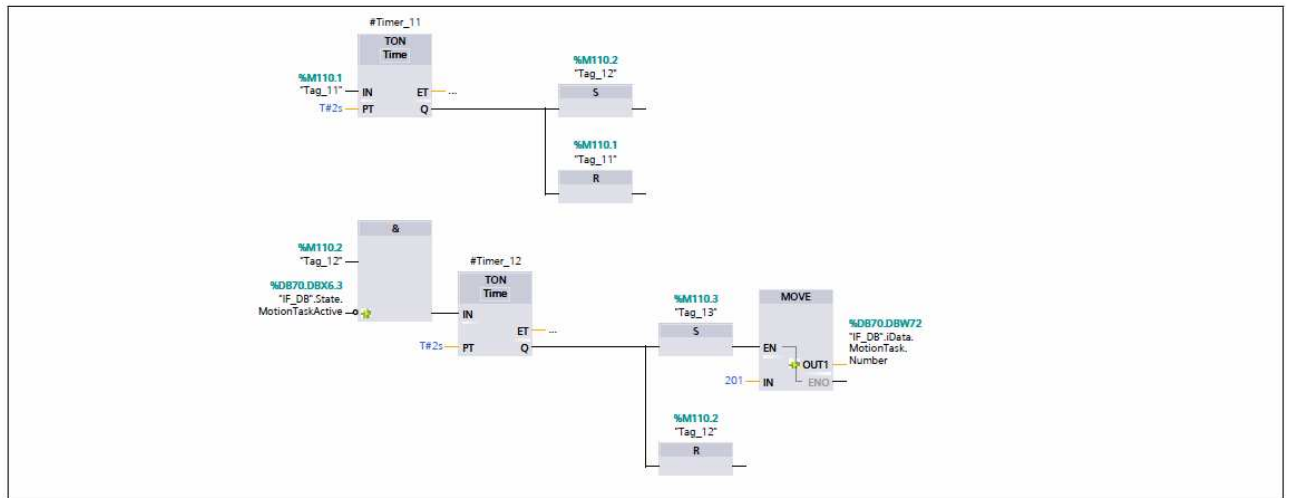 #Timer_11
TON
Time
%M110.1
"Tag_11"
IN
ET
...
T#2s
PT
Q
%M110.2
"Tag_12"
S
%M110.1
"Tag_11"
R
&
%M110.2
"Tag_12"
%DB70.DBX6.3
"IF_DB".State.
MotionTaskActive
#Timer_12
TON
Time
IN
ET
...
T#2s
PT
Q
%M110.3
"Tag_13"
S
MOVE
EN
%DB70.DBW72
"IF_DB".iData.
MotionTask.
Number
OUT1
201
IN
ENO
%M110.2
"Tag_12"
R